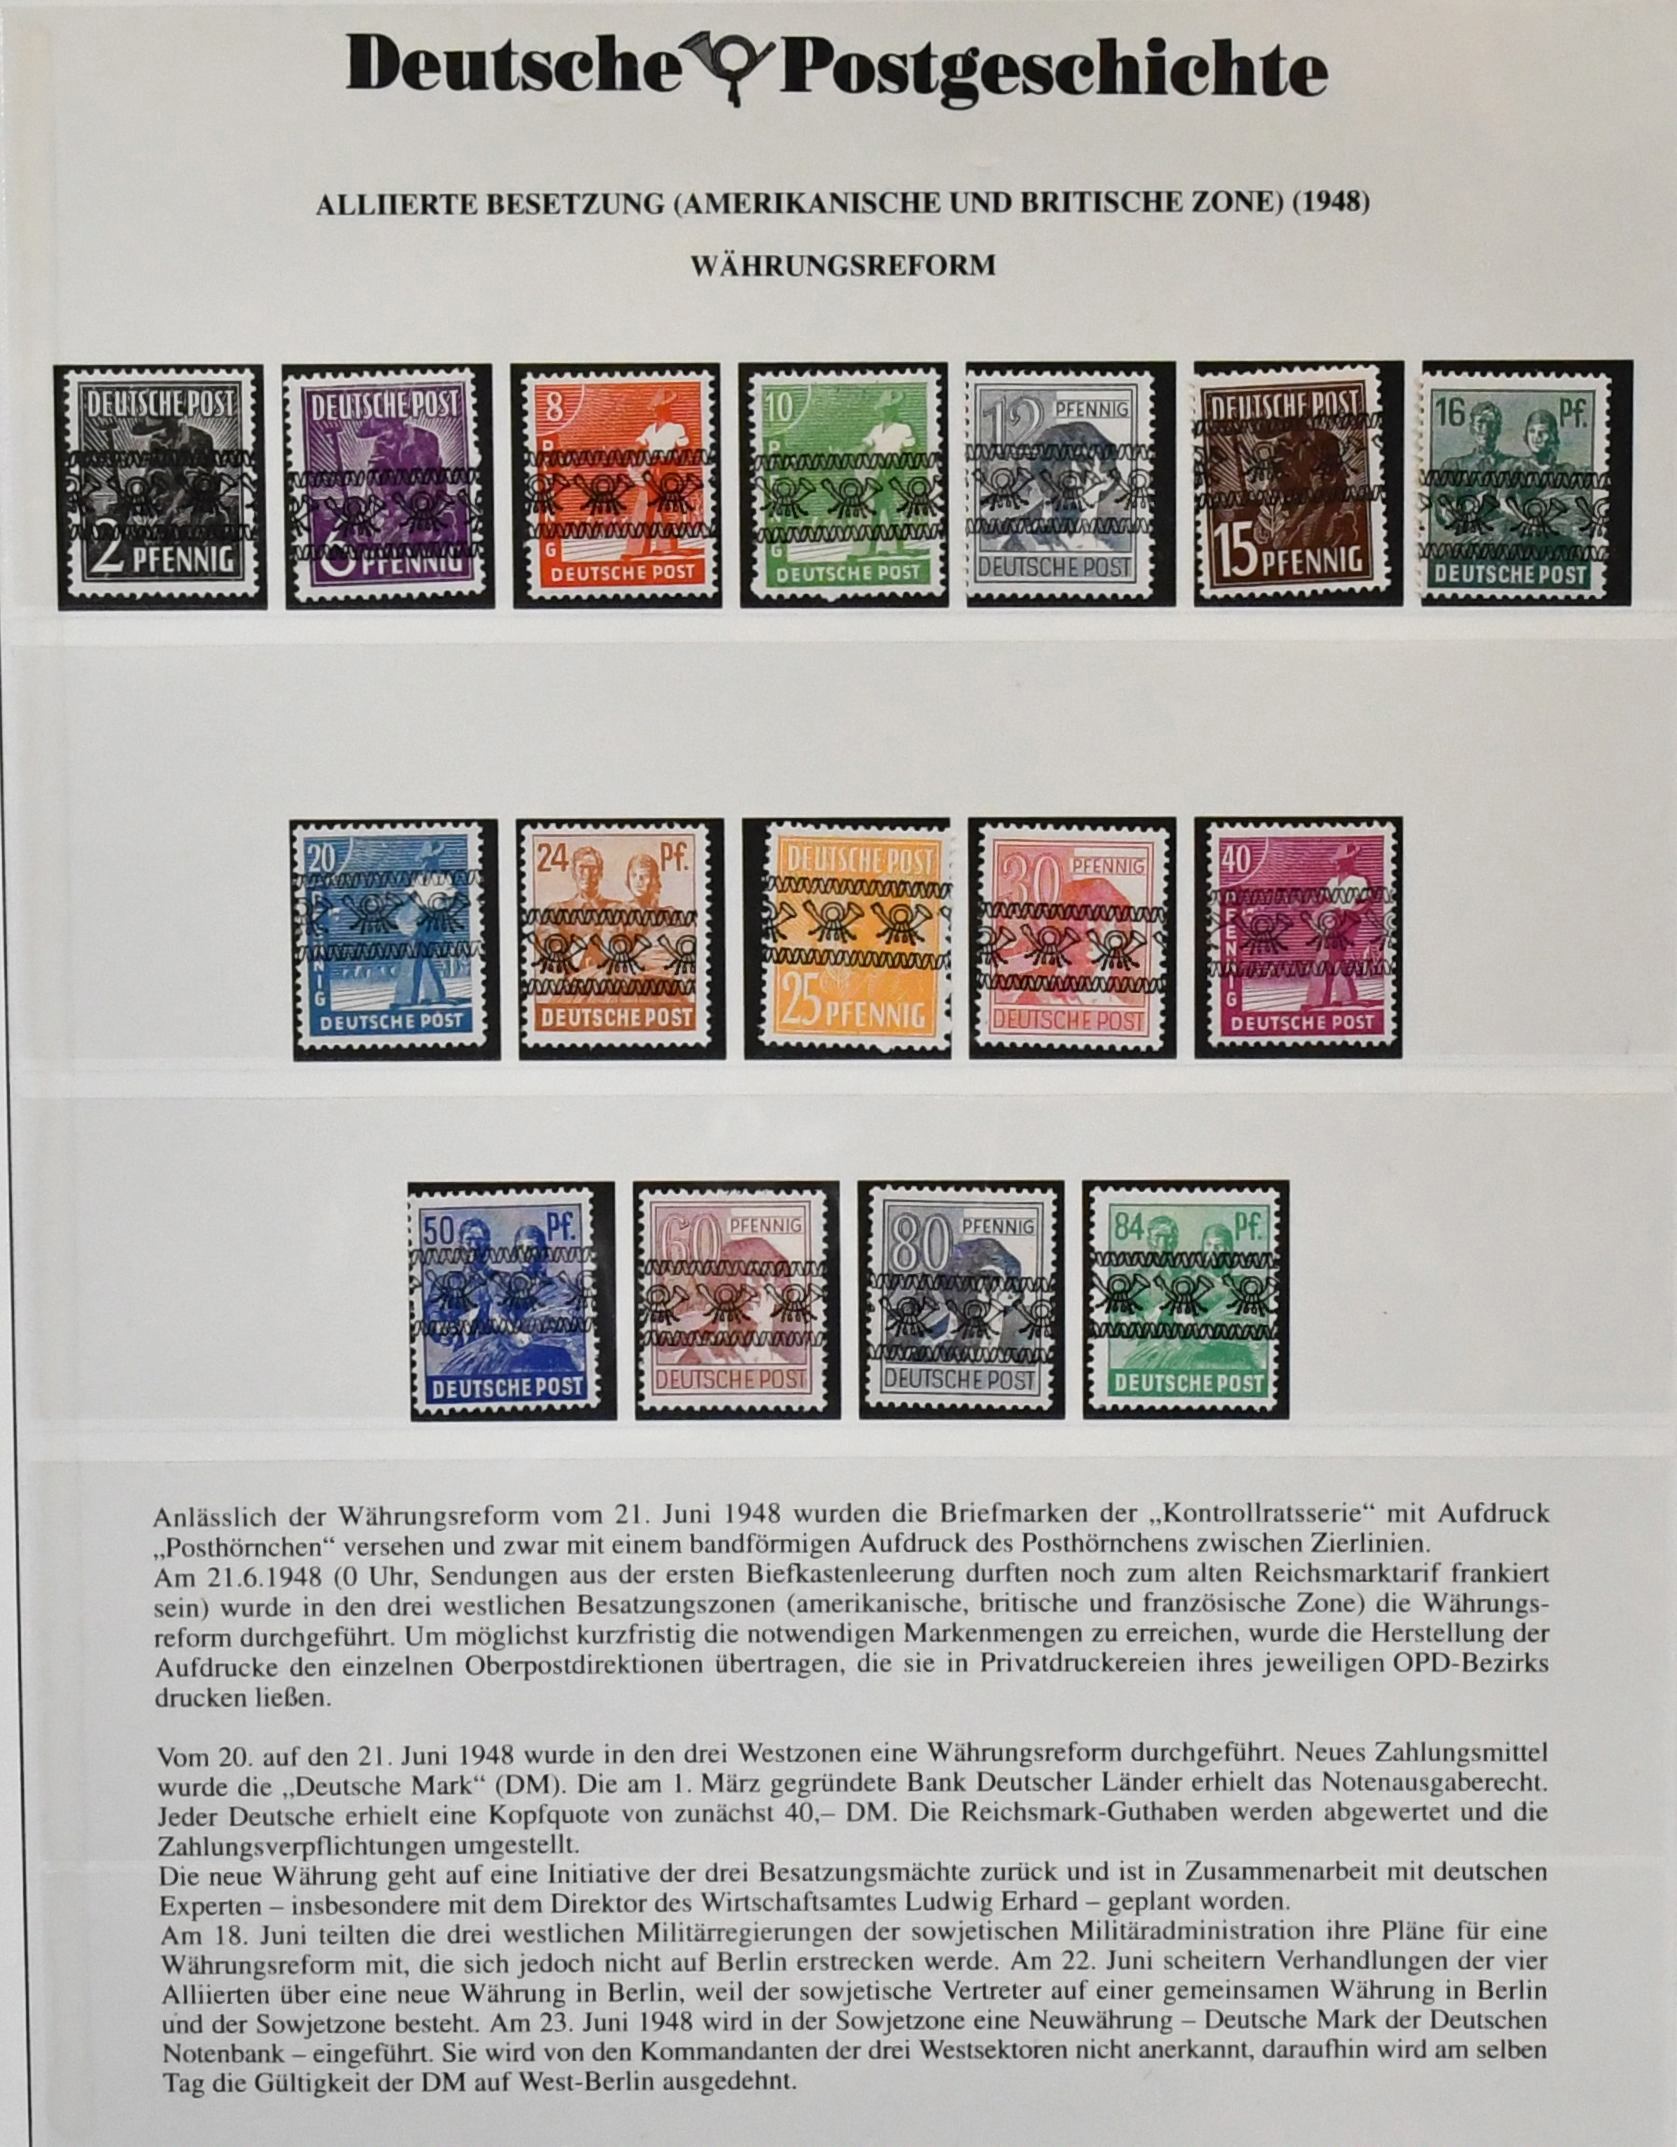 Deutsche Postgeschichte
ALLIIERTE BESETZUNG (AMERIKANISCHE UND BRITISCHE ZONE) (1948)
WÄHRUNGSREFORM
DEUTSCHE POST
2 PFENNIG
DEUTSCHE POST
6 PFENNIG
8
P
G
DEUTSCHE POST
10
P
G
DEUTSCHE POST
12 PFENNIG
DEUTSCHE POST
DEUTSCHE POST
15 PFENNIG
16 Pf.
DEUTSCHE POST
20
PFENNIG
DEUTSCHE POST
24 Pf.
DEUTSCHE POST
DEUTSCHE POST
25 PFENNIG
30 PFENNIG
DEUTSCHE POST
40
PFENNIG
DEUTSCHE POST
50 Pf.
DEUTSCHE POST
60 PFENNIG
DEUTSCHE POST
80 PFENNIG
DEUTSCHE POST
84 Pf.
DEUTSCHE POST
Anlässlich der Währungsreform vom 21. Juni 1948 wurden die Briefmarken der „Kontrollratsserie“ mit Aufdruck
„Posthörnchen“ versehen und zwar mit einem bandförmigen Aufdruck des Posthörnchens zwischen Zierlinien.
Am 21.6.1948 (0 Uhr, Sendungen aus der ersten Biefkastenleerung durften noch zum alten Reichsmarktarif frankiert
sein) wurde in den drei westlichen Besatzungszonen (amerikanische, britische und französische Zone) die Währungs-
reform durchgeführt. Um möglichst kurzfristig die notwendigen Markenmengen zu erreichen, wurde die Herstellung der
Aufdrucke den einzelnen Oberpostdirektionen übertragen, die sie in Privatdruckereien ihres jeweiligen OPD-Bezirks
drucken ließen.
Vom 20. auf den 21. Juni 1948 wurde in den drei Westzonen eine Währungsreform durchgeführt. Neues Zahlungsmittel
wurde die „Deutsche Mark“ (DM). Die am 1. März gegründete Bank Deutscher Länder erhielt das Notenausgaberecht.
Jeder Deutsche erhielt eine Kopfquote von zunächst 40,– DM. Die Reichsmark-Guthaben werden abgewertet und die
Zahlungsverpflichtungen umgestellt.
Die neue Währung geht auf eine Initiative der drei Besatzungsmächte zurück und ist in Zusammenarbeit mit deutschen
Experten – insbesondere mit dem Direktor des Wirtschaftsamtes Ludwig Erhard – geplant worden.
Am 18. Juni teilten die drei westlichen Militärregierungen der sowjetischen Militäradministration ihre Pläne für eine
Währungsreform mit, die sich jedoch nicht auf Berlin erstrecken werde. Am 22. Juni scheitern Verhandlungen der vier
Alliierten über eine neue Währung in Berlin, weil der sowjetische Vertreter auf einer gemeinsamen Währung in Berlin
und der Sowjetzone besteht. Am 23. Juni 1948 wird in der Sowjetzone eine Neuwährung – Deutsche Mark der Deutschen
Notenbank – eingeführt. Sie wird von den Kommandanten der drei Westsektoren nicht anerkannt, daraufhin wird am selben
Tag die Gültigkeit der DM auf West-Berlin ausgedehnt.